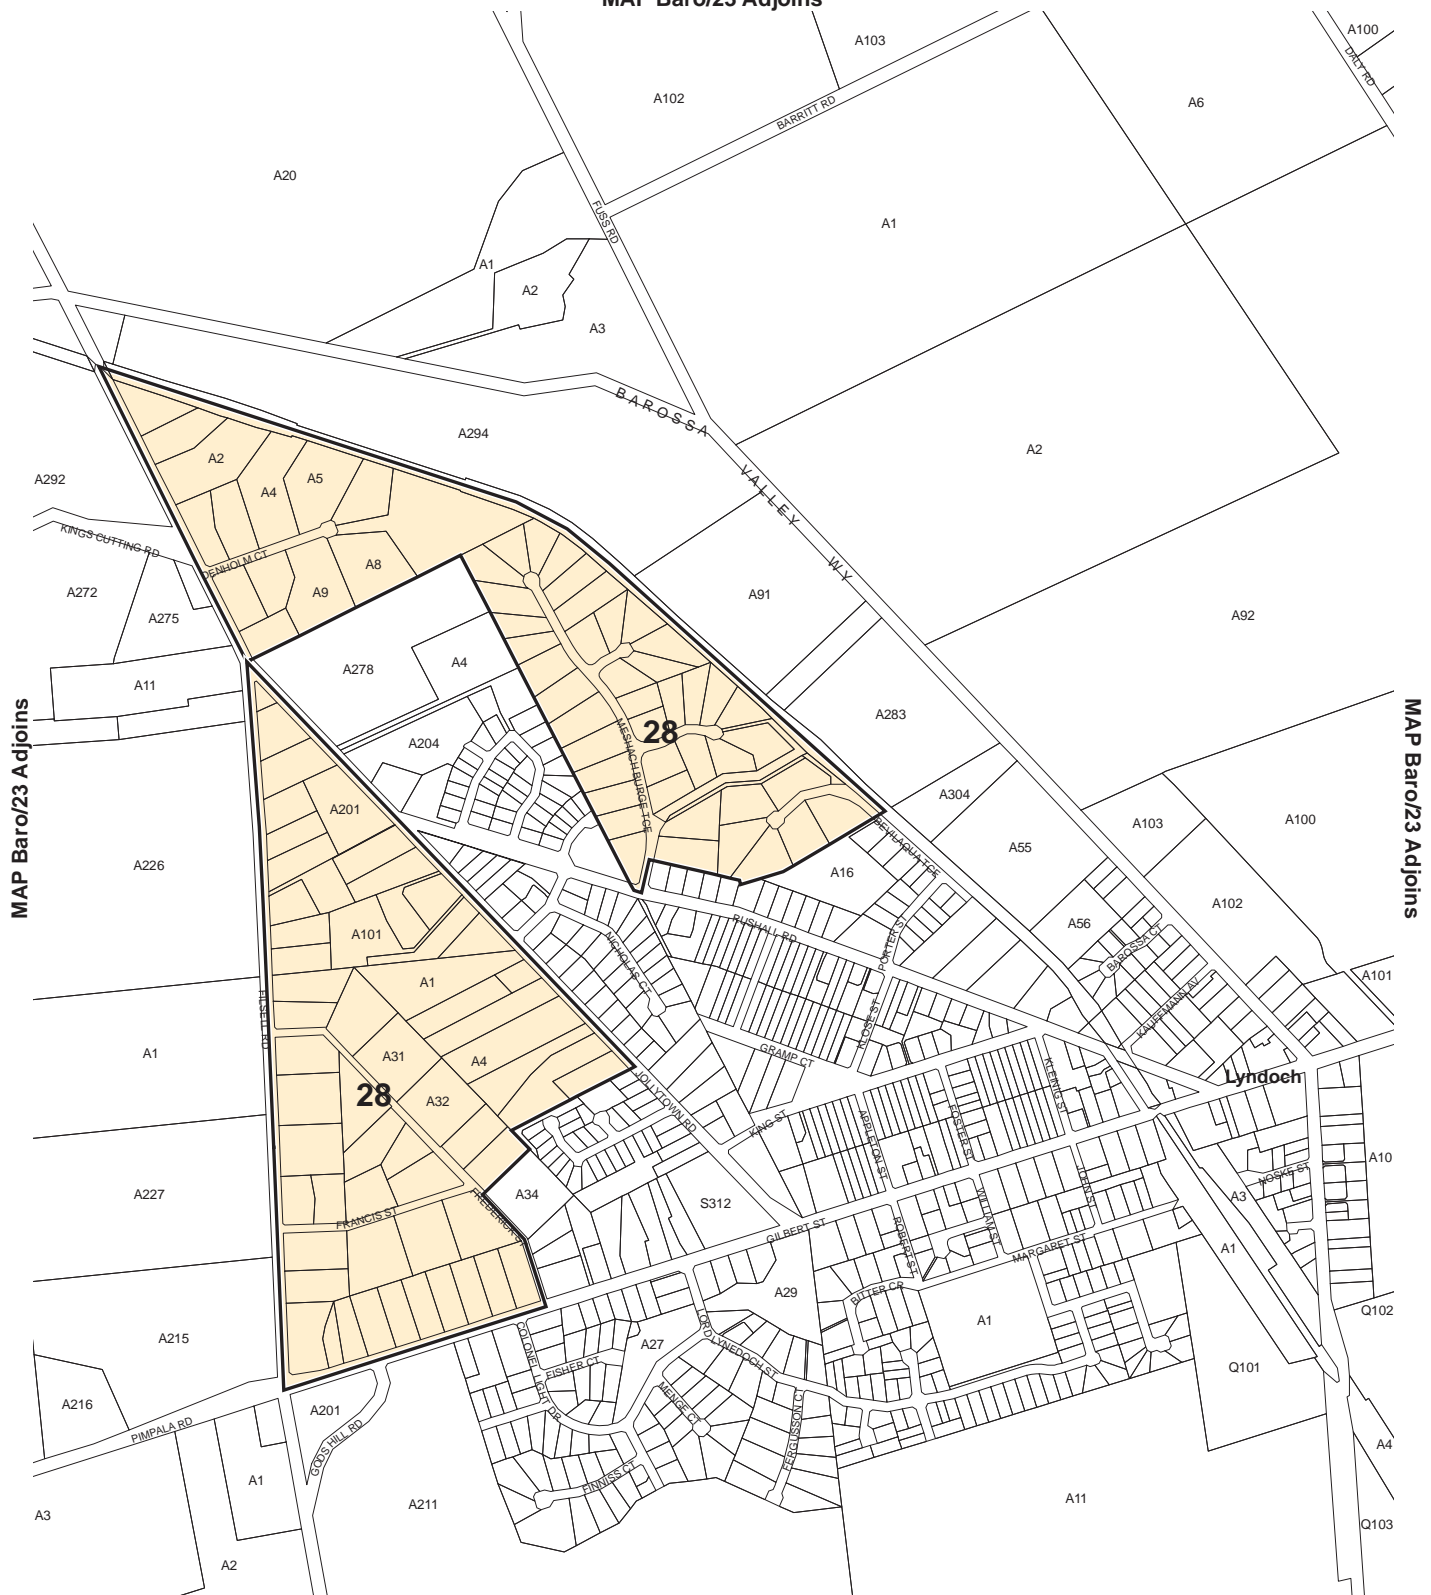 MAP Baro/23 Adjoins
A103
A100
DALY RD
A102
BARRITT RD
A6
A20
FUSS RD
A1
A1
A2
A3
BAROSSA VALLEY WY
A294
A2
A2
A5
A4
A292
KINGS CUTTING RD
DENHOLM CT
A8
A9
A272
A275
A91
A92
A278
A4
A11
A283
MAP Baro/23 Adjoins
MAP Baro/23 Adjoins
28
MESHACH BURGE TCE
A204
A201
A304
A103
A100
BEVILAQUA TCE
A55
A226
A16
A102
A56
RUSHALL RD
PORTER ST
BAROSSA CT
A101
NICHOLAS CT
A101
A1
KAUFFMANN AV
FILSELL RD
KLOSE ST
A1
A31
A4
GRAMP CT
KLEINIG ST
Lyndoch
28
A32
JOLLYTOWN RD
KING ST
APPLETON ST
FOSTER ST
A10
NOSKE ST
A227
A34
S312
JOHN ST
A3
FRANCIS ST
FREDERICK ST
GILBERT ST
ROBERT ST
WILLIAM ST
MARGARET ST
A1
A29
BITTER CR
Q102
A215
COLONEL LIGHT DR
LORD LYNEDOCH ST
A27
A1
FISHER CT
Q101
A216
MENGE CT
FERGUSSON CT
A201
PIMPALA RD
GODS HILL RD
A4
A1
FINNISS CT
A211
A11
A3
Q103
A2